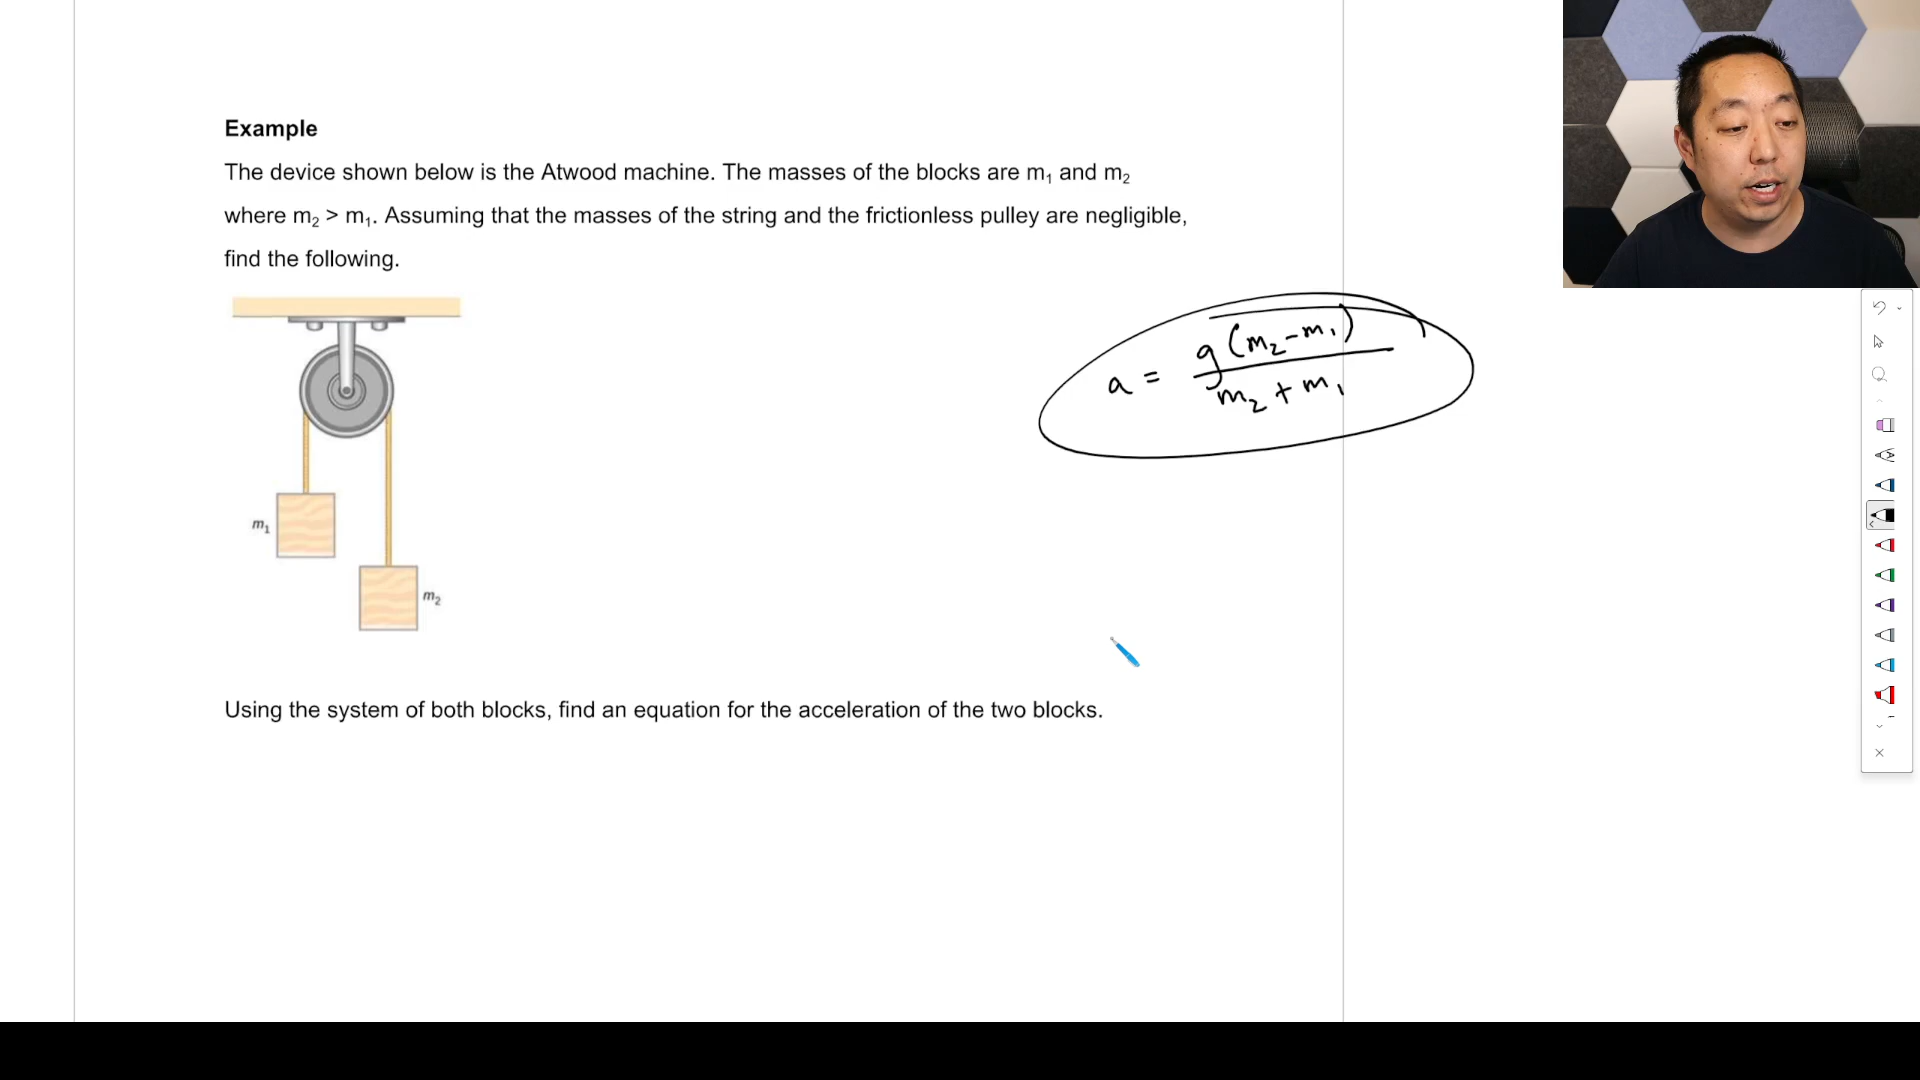 Example
The device shown below is the Atwood machine. The masses of the blocks are m₁ and m₂
where m₂ > m₁. Assuming that the masses of the string and the frictionless pulley are negligible,
find the following.
a = g(m₂-m₁)
m₂+m₁
m₁
m₂
Using the system of both blocks, find an equation for the acceleration of the two blocks.